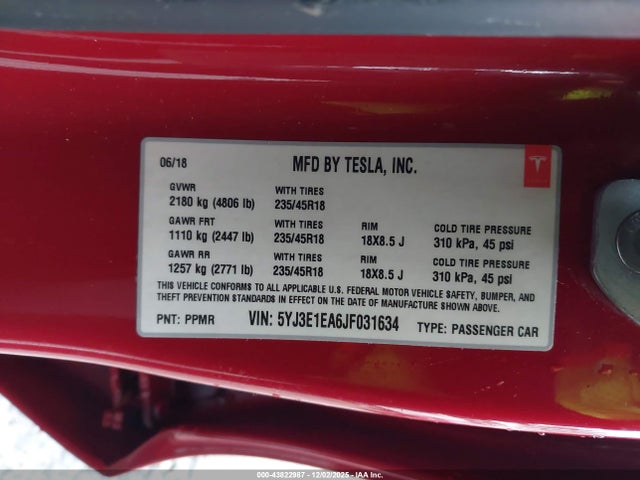 06/18 MFD BY TESLA, INC.
GVWR WITH TIRES
2180 kg (4806 lb) 235/45R18
GAWR FRT WITH TIRES RIM COLD TIRE PRESSURE
1110 kg (2447 lb) 235/45R18 18X8.5 J 310 kPa, 45 psi
GAWR RR WITH TIRES RIM COLD TIRE PRESSURE
1257 kg (2771 lb) 235/45R18 18X8.5 J 310 kPa, 45 psi
THIS VEHICLE CONFORMS TO ALL APPLICABLE U.S. FEDERAL MOTOR VEHICLE SAFETY, BUMPER, AND
THEFT PREVENTION STANDARDS IN EFFECT ON THE DATE OF MANUFACTURE SHOWN ABOVE.
PNT: PPMR VIN: 5YJ3E1EA6JF031634 TYPE: PASSENGER CAR
000-43822987 - 12/02/2025 - IAA Inc.